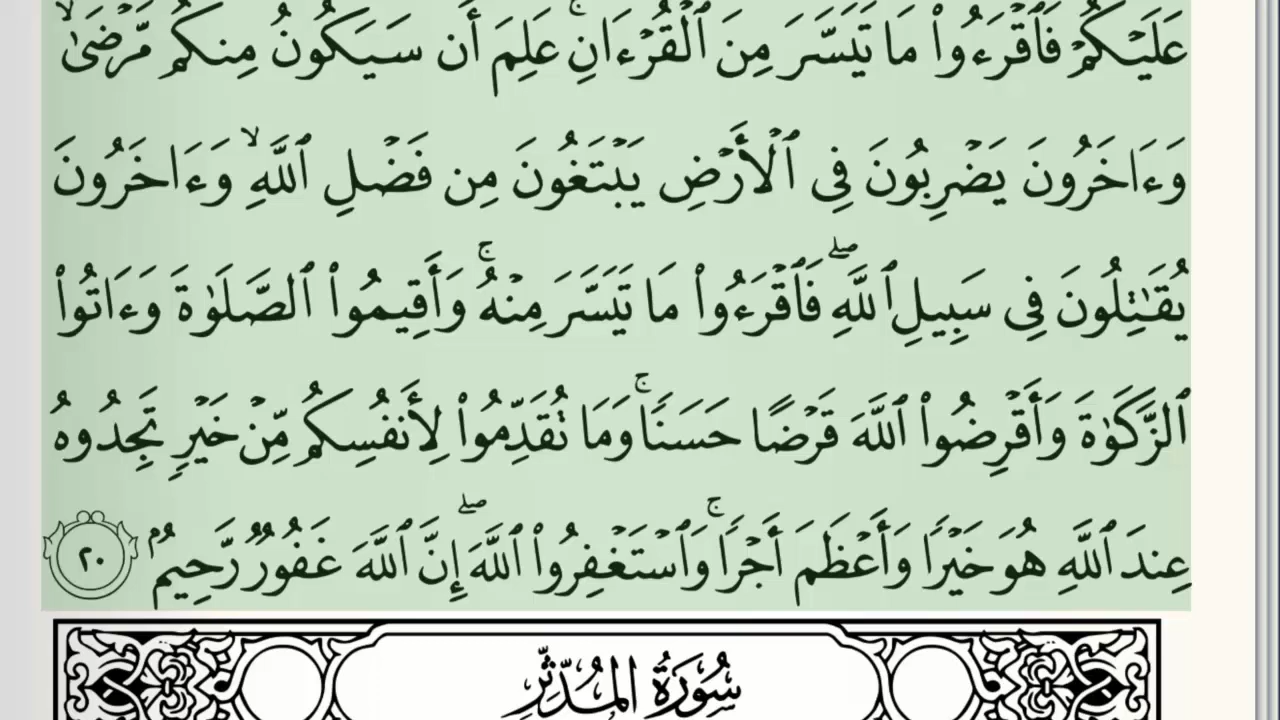 عَلَيۡكُمۡ فَٱقۡرَءُواْ مَا تَيَسَّرَ مِنَ ٱلۡقُرۡءَانِۚ عَلِمَ أَن سَيَكُونُ مِنكُم مَّرۡضَىٰۙ
وَءَاخَرُونَ يَضۡرِبُونَ فِي ٱلۡأَرۡضِ يَبۡتَغُونَ مِن فَضۡلِ ٱللَّهِۙ وَءَاخَرُونَ
يُقَٰتِلُونَ فِي سَبِيلِ ٱللَّهِۖ فَٱقۡرَءُواْ مَا تَيَسَّرَ مِنۡهُۚ وَأَقِيمُواْ ٱلصَّلَوٰةَ وَءَاتُواْ
ٱلزَّكَوٰةَ وَأَقۡرِضُواْ ٱللَّهَ قَرۡضًا حَسَنٗاۚ وَمَا تُقَدِّمُواْ لِأَنفُسِكُم مِّنۡ خَيۡرٖ تَجِدُوهُ
عِندَ ٱللَّهِ هُوَ خَيۡرٗا وَأَعۡظَمَ أَجۡرٗاۚ وَٱسۡتَغۡفِرُواْ ٱللَّهَۖ إِنَّ ٱللَّهَ غَفُورٞ رَّحِيمُۢ ٢٠
سُورَةُ المُدَّثِّرِ